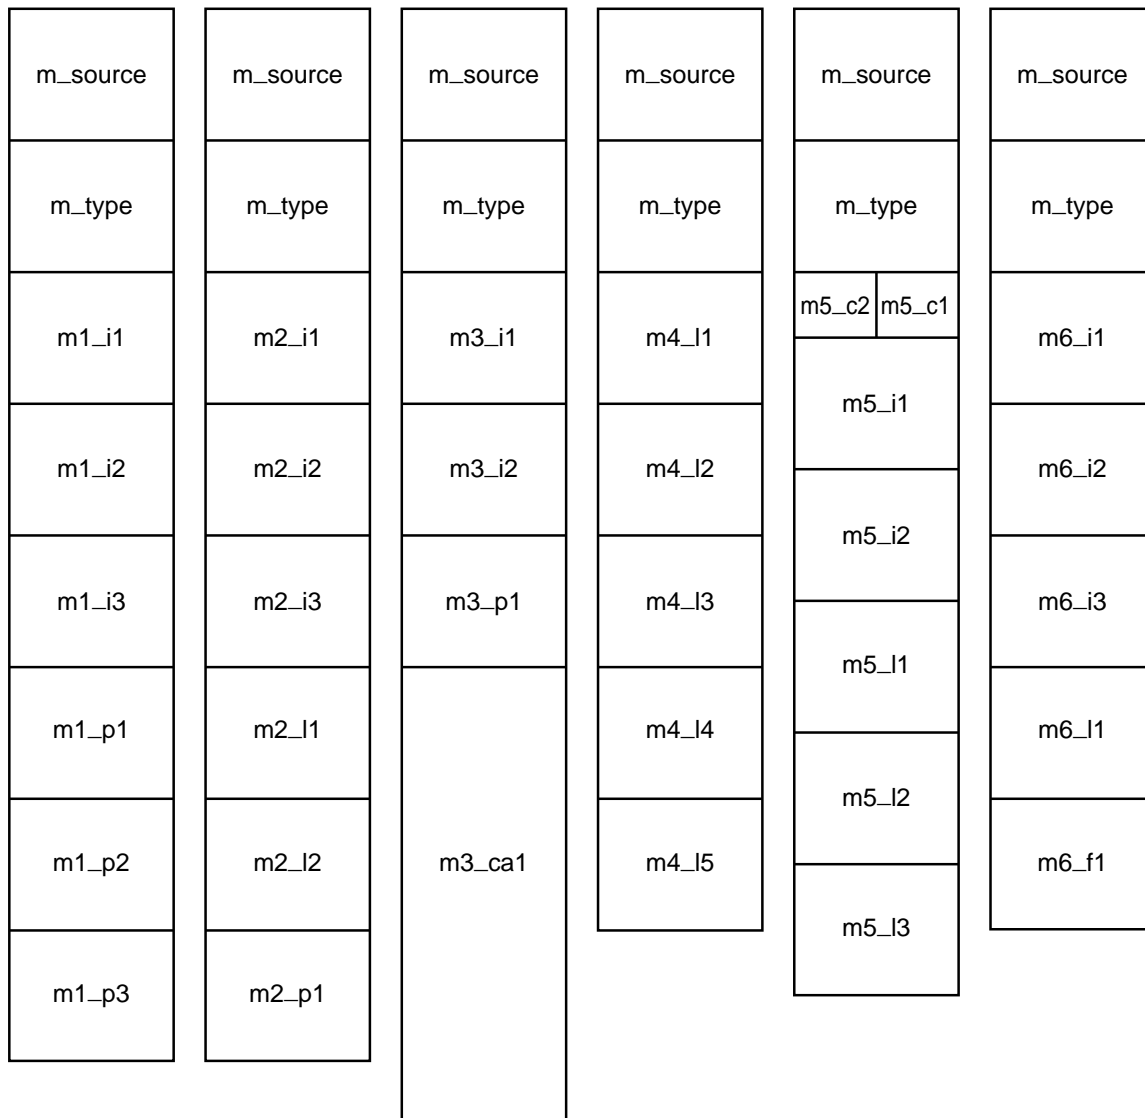 m_source
m_type
m1_i1
m1_i2
m1_i3
m1_p1
m1_p2
m1_p3
m_source
m_type
m2_i1
m2_i2
m2_i3
m2_l1
m2_l2
m2_p1
m_source
m_type
m3_i1
m3_i2
m3_p1
m3_ca1
m_source
m_type
m4_l1
m4_l2
m4_l3
m4_l4
m4_l5
m_source
m_type
m5_c2 m5_c1
m5_i1
m5_i2
m5_l1
m5_l2
m5_l3
m_source
m_type
m6_i1
m6_i2
m6_i3
m6_l1
m6_f1